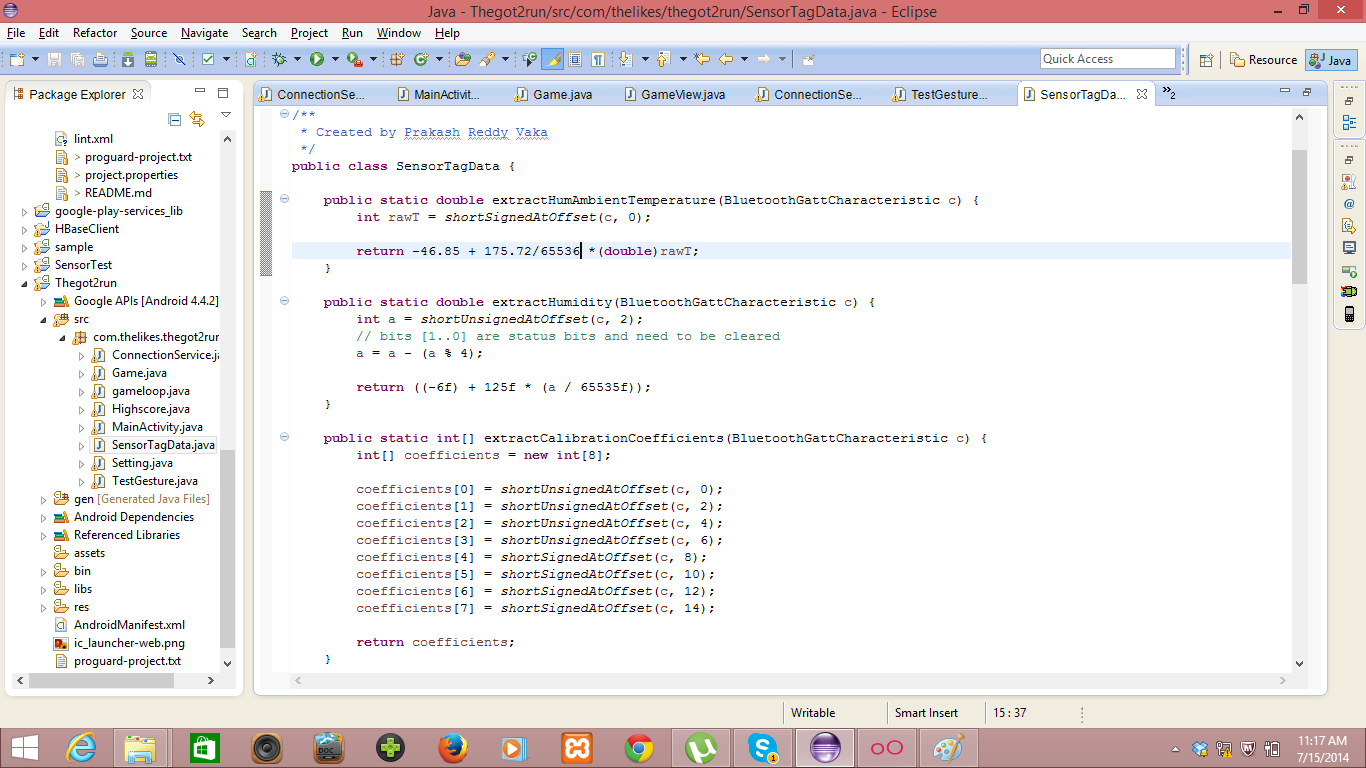 Java - Thegot2run/src/com/thelikes/thegot2run/SensorTagData.java - Eclipse
File Edit Refactor Source Navigate Search Project Run Window Help
Quick Access
Resource
Java
Package Explorer
ConnectionSe...
MainActivit...
Game.java
GameView.java
ConnectionSe...
TestGesture...
SensorTagDa...
»2
lint.xml
> proguard-project.txt
> project.properties
> README.md
google-play-services_lib
HBaseClient
sample
SensorTest
Thegot2run
Google APIs [Android 4.4.2]
src
com.thelikes.thegot2rur
ConnectionService.ja
Game.java
gameloop.java
Highscore.java
MainActivity.java
SensorTagData.java
Setting.java
TestGesture.java
gen [Generated Java Files]
Android Dependencies
Referenced Libraries
assets
bin
libs
res
AndroidManifest.xml
ic_launcher-web.png
proguard-project.txt
/**
* Created by Prakash Reddy Vaka
*/
public class SensorTagData {
public static double extractHumAmbientTemperature(BluetoothGattCharacteristic c) {
int rawT = shortSignedAtOffset(c, 0);
return -46.85 + 175.72/65536 *(double)rawT;
}
public static double extractHumidity(BluetoothGattCharacteristic c) {
int a = shortUnsignedAtOffset(c, 2);
// bits [1..0] are status bits and need to be cleared
a = a - (a % 4);
return ((-6f) + 125f * (a / 65535f));
}
public static int[] extractCalibrationCoefficients(BluetoothGattCharacteristic c) {
int[] coefficients = new int[8];
coefficients[0] = shortUnsignedAtOffset(c, 0);
coefficients[1] = shortUnsignedAtOffset(c, 2);
coefficients[2] = shortUnsignedAtOffset(c, 4);
coefficients[3] = shortUnsignedAtOffset(c, 6);
coefficients[4] = shortSignedAtOffset(c, 8);
coefficients[5] = shortSignedAtOffset(c, 10);
coefficients[6] = shortSignedAtOffset(c, 12);
coefficients[7] = shortSignedAtOffset(c, 14);
return coefficients;
}
Writable
Smart Insert
15 : 37
DOC
1
11:17 AM
7/15/2014